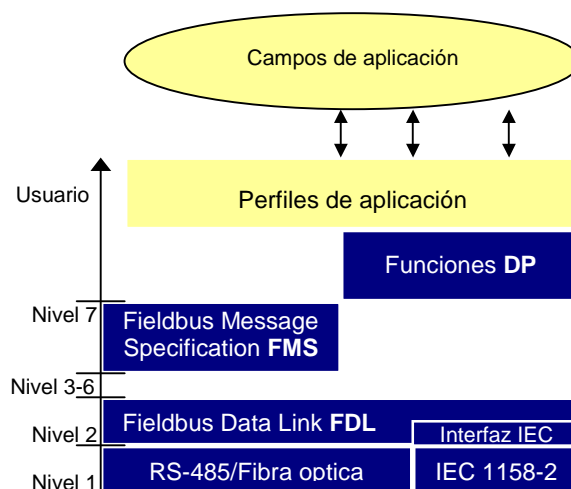 Campos de aplicación
Usuario
Perfiles de aplicación
Funciones DP
Nivel 7
Fieldbus Message
Specification FMS
Nivel 3-6
Fieldbus Data Link FDL
Nivel 2
Interfaz IEC
RS-485/Fibra optica
IEC 1158-2
Nivel 1